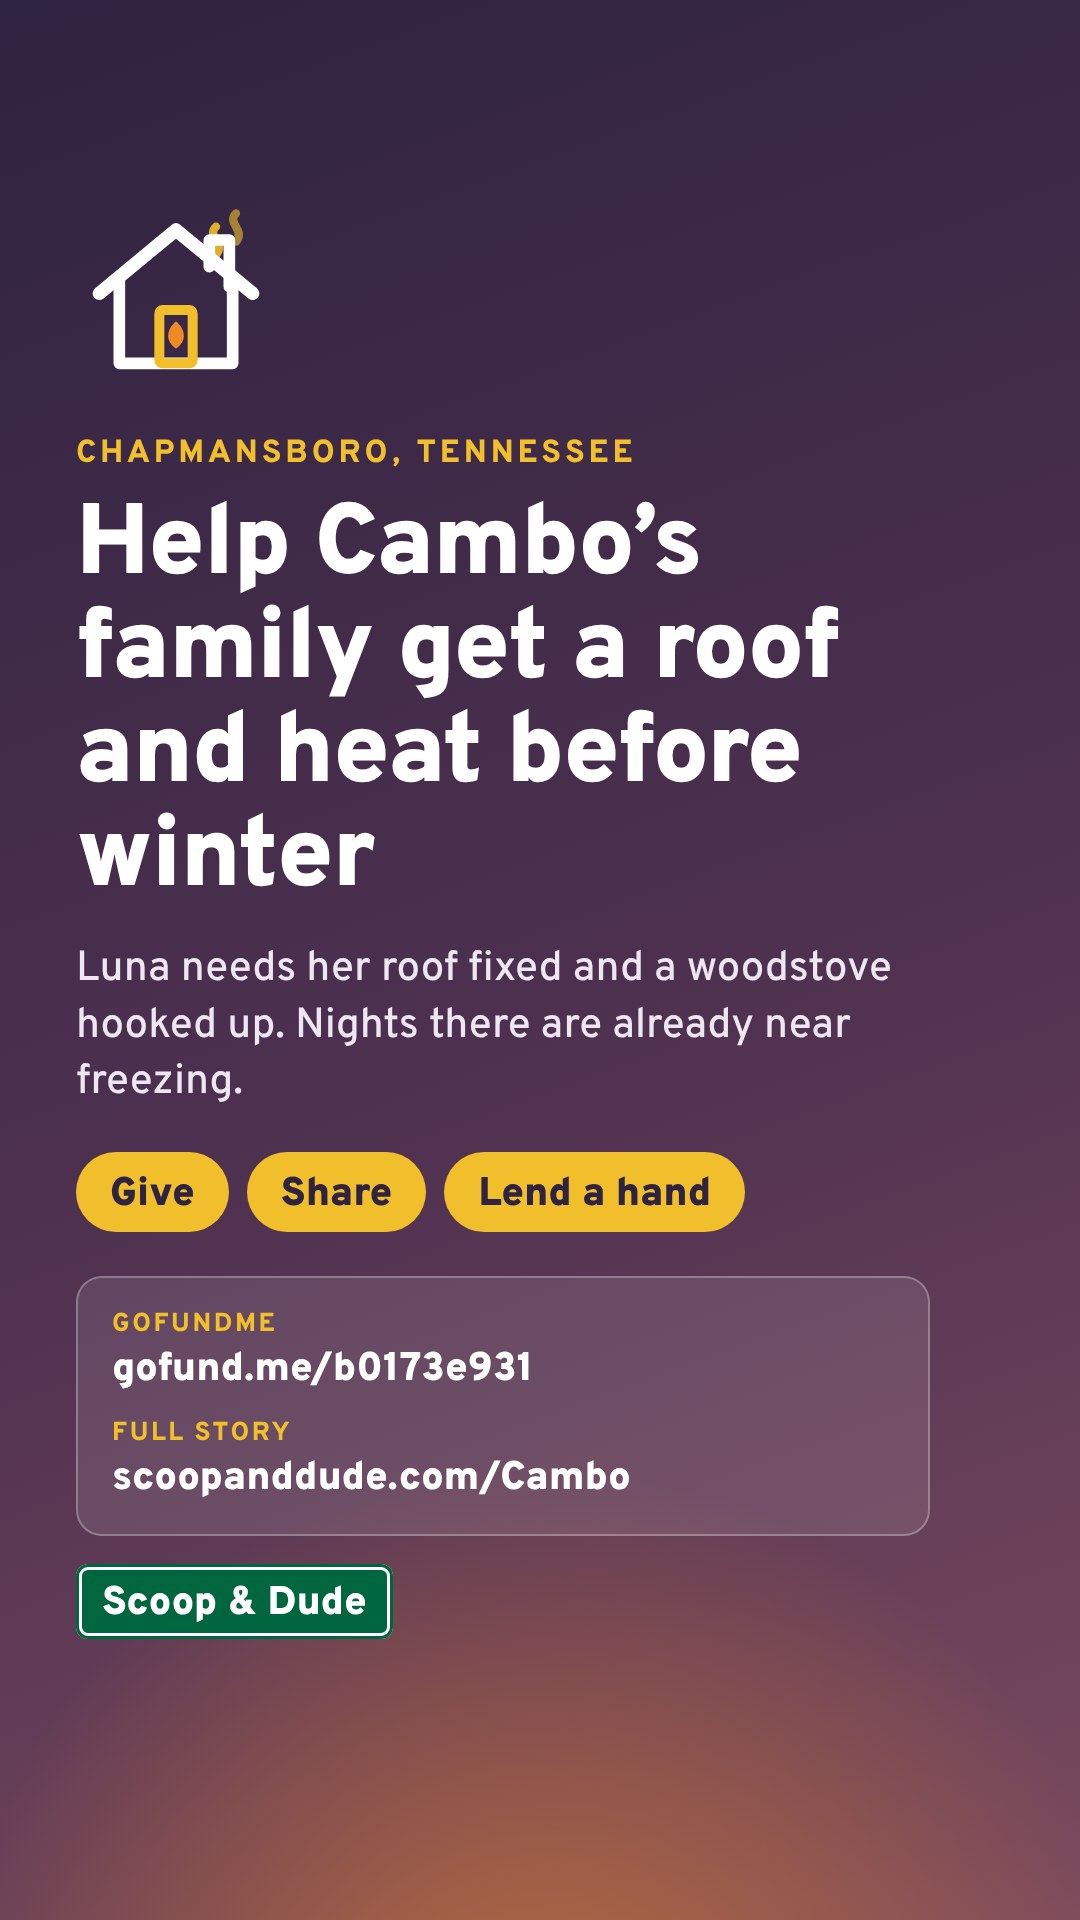 CHAPMANSBORO, TENNESSEE
Help Cambo’s
family get a roof
and heat before
winter
Luna needs her roof fixed and a woodstove
hooked up. Nights there are already near
freezing.
Give
Share
Lend a hand
GOFUNDME
gofund.me/b0173e931
FULL STORY
scoopanddude.com/Cambo
Scoop & Dude